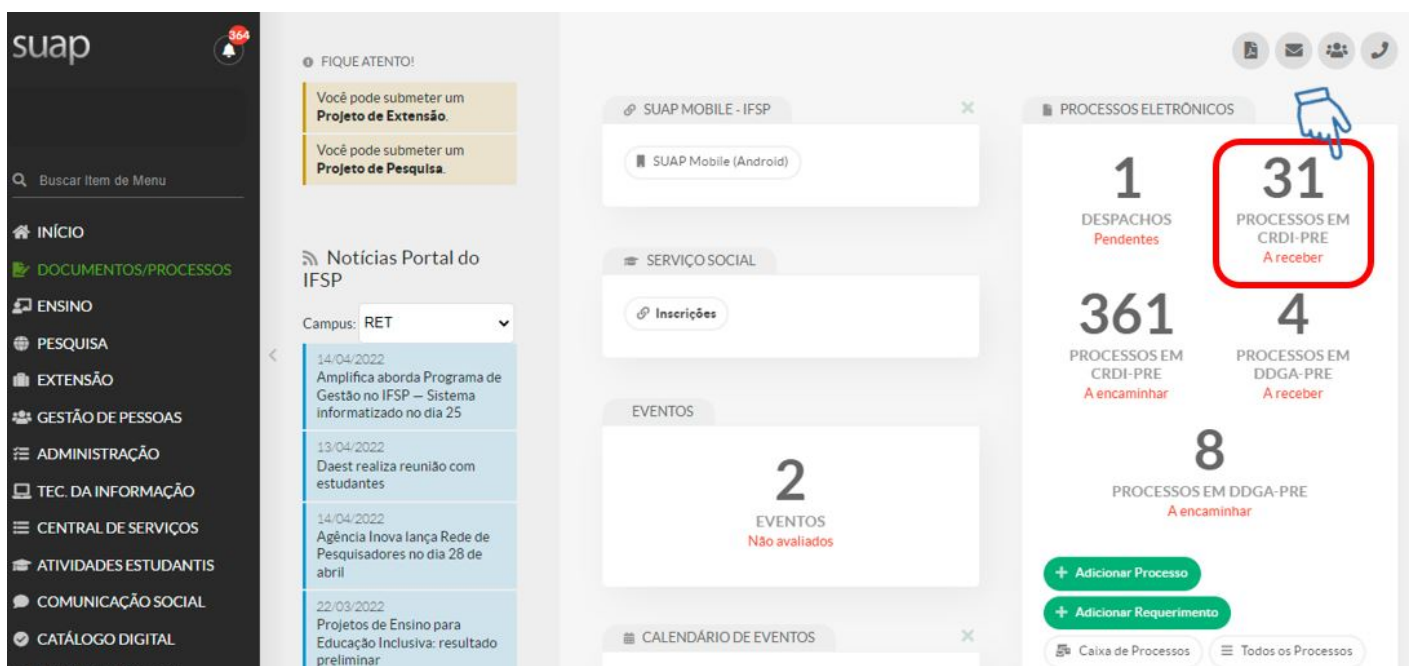 suap
364
Buscar Item de Menu
INÍCIO
DOCUMENTOS/PROCESSOS
ENSINO
PESQUISA
EXTENSÃO
GESTÃO DE PESSOAS
ADMINISTRAÇÃO
TEC. DA INFORMAÇÃO
CENTRAL DE SERVIÇOS
ATIVIDADES ESTUDANTIS
COMUNICAÇÃO SOCIAL
CATÁLOGO DIGITAL
FIQUE ATENTO!
Você pode submeter um
Projeto de Extensão.
Você pode submeter um
Projeto de Pesquisa.
Notícias Portal do
IFSP
Campus: RET
14/04/2022
Amplifica aborda Programa de
Gestão no IFSP — Sistema
informatizado no dia 25
13/04/2022
Daest realiza reunião com
estudantes
14/04/2022
Agência Inova lança Rede de
Pesquisadores no dia 28 de
abril
22/03/2022
Projetos de Ensino para
Educação Inclusiva: resultado
preliminar
SUAP MOBILE - IFSP
SUAP Mobile (Android)
SERVIÇO SOCIAL
Inscrições
EVENTOS
2
EVENTOS
Não avaliados
CALENDÁRIO DE EVENTOS
PROCESSOS ELETRÔNICOS
1
DESPACHOS
Pendentes
31
PROCESSOS EM
CRDI-PRE
A receber
361
PROCESSOS EM
CRDI-PRE
A encaminhar
4
PROCESSOS EM
DDGA-PRE
A receber
8
PROCESSOS EM DDGA-PRE
A encaminhar
+ Adicionar Processo
+ Adicionar Requerimento
Caixa de Processos
Todos os Processos